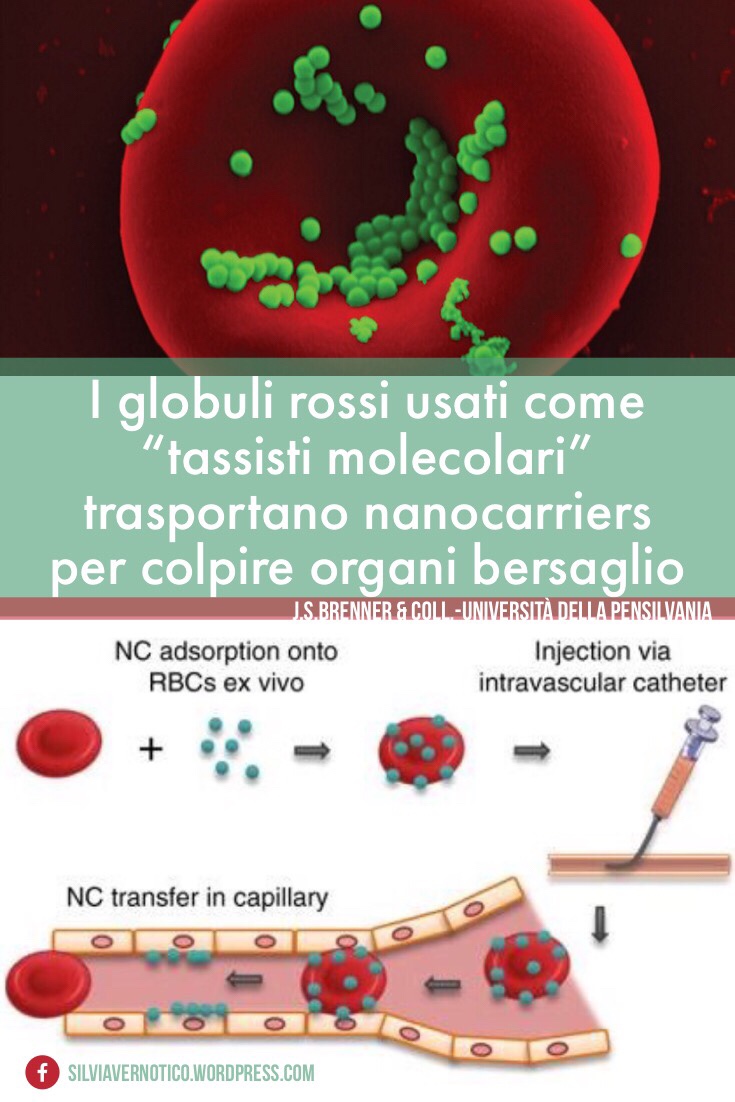 I globuli rossi usati come
“tassisti molecolari”
trasportano nanocarriers
per colpire organi bersaglio
J.S.BRENNER & COLL.-UNIVERSITÀ DELLA PENSILVANIA
NC adsorption onto
RBCs ex vivo
Injection via
intravascular catheter
+
NC transfer in capillary
f
SILVIAVERNOTICO.WORDPRESS.COM